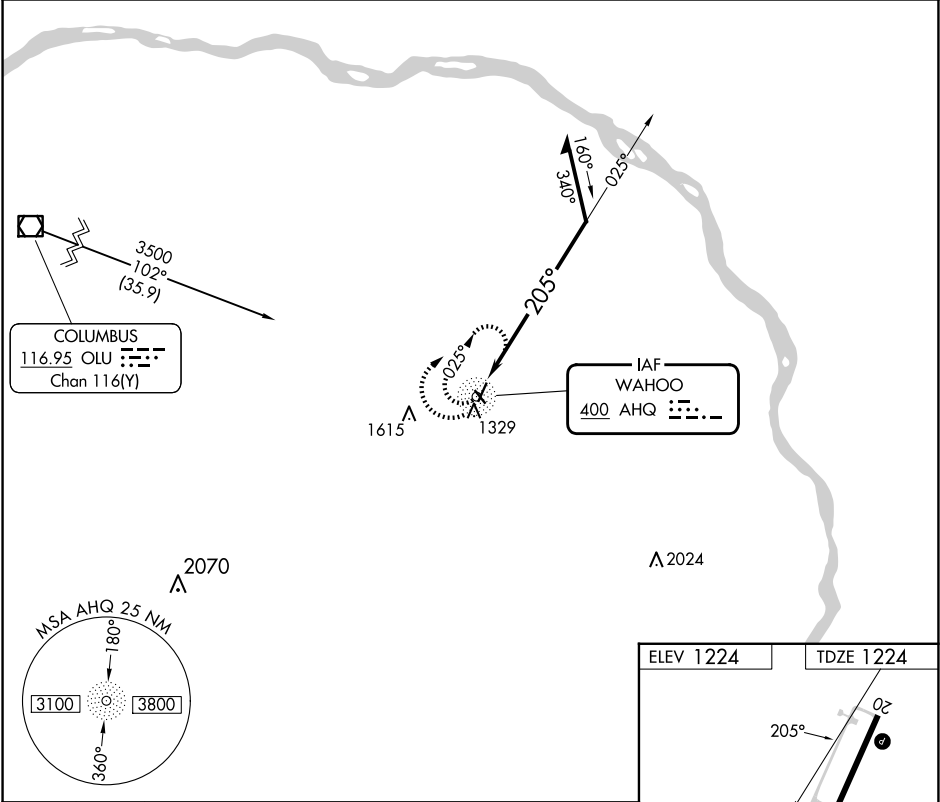 160°
340°
025°
3500
102°
(35.9)
205°
COLUMBUS
116.95 OLU
Chan 116(Y)
025°
IAF
WAHOO
400 AHQ
1615
1329
2070
2024
MSA AHQ 25 NM
180°
3100
3800
360°
ELEV 1224
TDZE 1224
20
205°
P